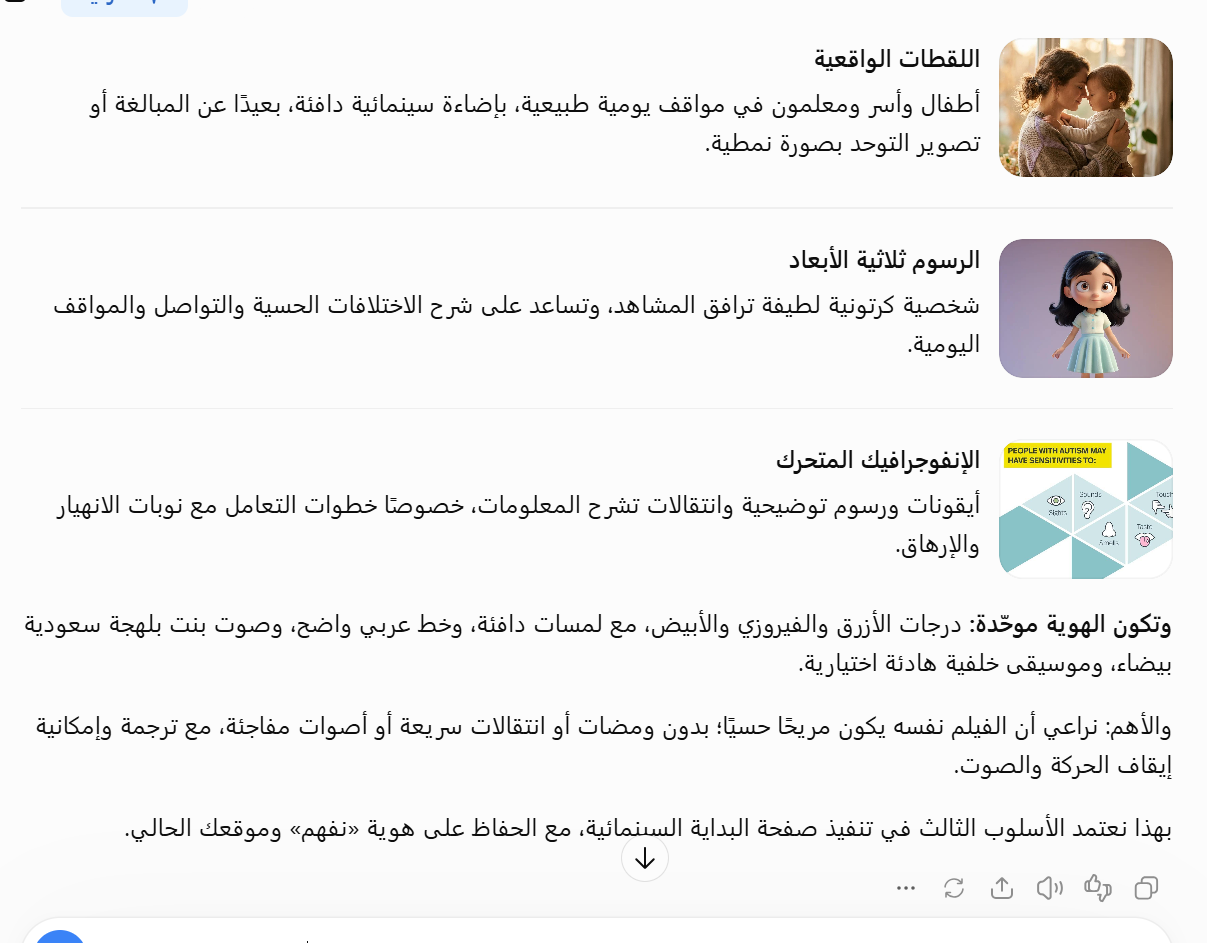 اللقطات الواقعية
أطفال وأسر ومعلمون في مواقف يومية طبيعية، بإضاءة سينمائية دافئة، بعيدًا عن المبالغة أو
تصوير التوحد بصورة نمطية.
الرسوم ثلاثية الأبعاد
شخصية كرتونية لطيفة ترافق المشاهد، وتساعد على شرح الاختلافات الحسية والتواصل والمواقف
اليومية.
PEOPLE WITH AUTISM MAY
HAVE SENSITIVITIES TO:
Sights
Sounds
Smells
Taste
Touch
الإنفوجرافيك المتحرك
أيقونات ورسوم توضيحية وانتقالات تشرح المعلومات، خصوصًا خطوات التعامل مع نوبات الانهيار
والإرهاق.
وتكون الهوية موحّدة: درجات الأزرق والفيروزي والأبيض، مع لمسات دافئة، وخط عربي واضح، وصوت بنت بلهجة سعودية
بيضاء، وموسيقى خلفية هادئة اختيارية.
والأهم: نراعي أن الفيلم نفسه يكون مريحًا حسيًا؛ بدون ومضات أو انتقالات سريعة أو أصوات مفاجئة، مع ترجمة وإمكانية
إيقاف الحركة والصوت.
بهذا نعتمد الأسلوب الثالث في تنفيذ صفحة البداية السينمائية، مع الحفاظ على هوية «نفهم» وموقعك الحالي.